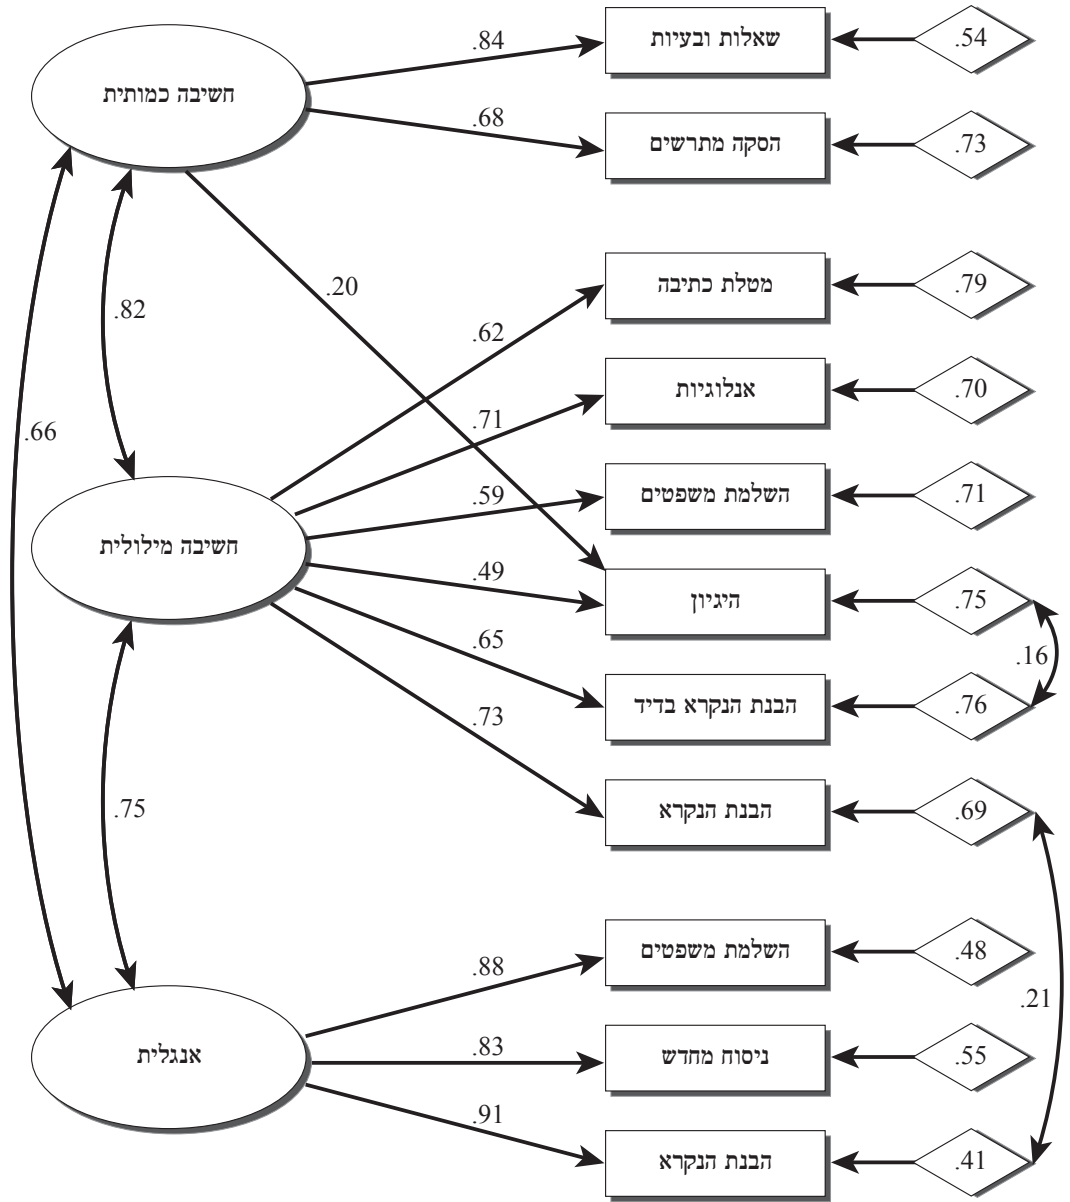 שאלות ובעיות
.54
.84
חשיבה כמותית
הסקה מתרשים
.73
.68
מטלת כתיבה
.79
.20
.82
.62
אנלוגיות
.70
.71
.66
השלמת משפטים
.71
.59
חשיבה מילולית
היגיון
.75
.49
.16
.65
הבנת הנקרא בדיד
.76
.73
הבנת הנקרא
.69
.75
השלמת משפטים
.48
.88
.21
ניסוח מחדש
.55
.83
אנגלית
.91
הבנת הנקרא
.41